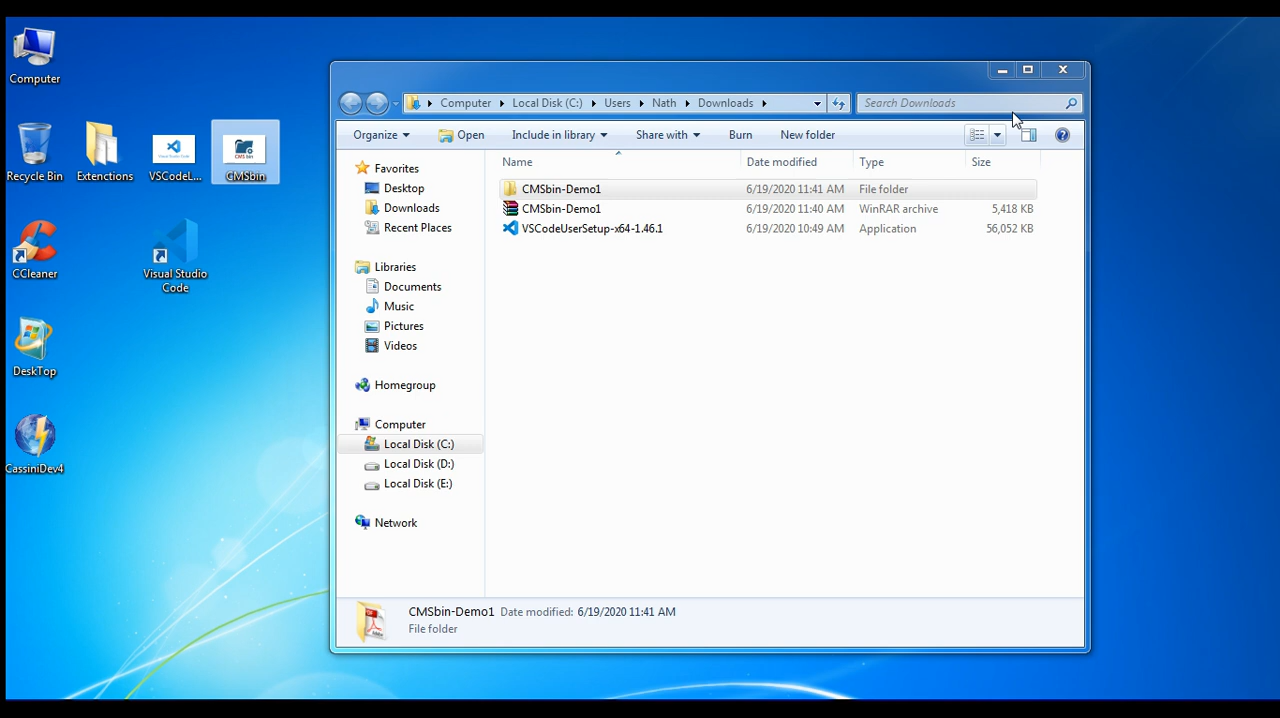 Computer
Recycle Bin
Extenctions
VSCodeL...
CMSbin
CMS bin
CCleaner
Visual Studio
Code
DeskTop
CassiniDev4
Computer Local Disk (C:) Users Nath Downloads
Search Downloads
Organize Open Include in library Share with Burn New folder
Favorites
Desktop
Downloads
Recent Places
Libraries
Documents
Music
Pictures
Videos
Homegroup
Computer
Local Disk (C:)
Local Disk (D:)
Local Disk (E:)
Network
Name Date modified Type Size
CMSbin-Demo1 6/19/2020 11:41 AM File folder
CMSbin-Demo1 6/19/2020 11:40 AM WinRAR archive 5,418 KB
VSCodeUserSetup-x64-1.46.1 6/19/2020 10:49 AM Application 56,052 KB
CMSbin-Demo1 Date modified: 6/19/2020 11:41 AM
File folder